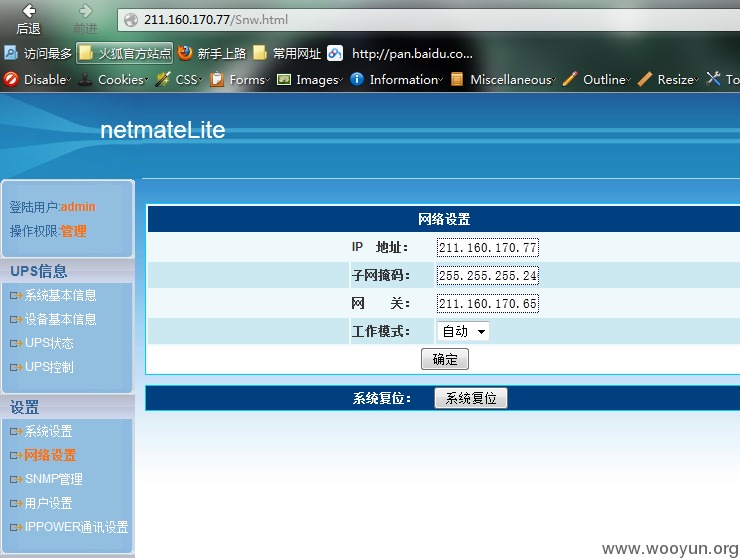 211.160.170.77/Snw.html
后退 前进
访问最多 火狐官方站点 新手上路 常用网址 http://pan.baidu.co...
Disable Cookies CSS Forms Images Information Miscellaneous Outline Resize To
netmateLite
登陆用户:admin
操作权限:管理
UPS信息
系统基本信息
设备基本信息
UPS状态
UPS控制
设置
系统设置
网络设置
SNMP管理
用户设置
IPPOWER通讯设置
网络设置
IP 地址: 211.160.170.77
子网掩码: 255.255.255.24
网 关: 211.160.170.65
工作模式: 自动
确定
系统复位: 系统复位
www.wooyun.org